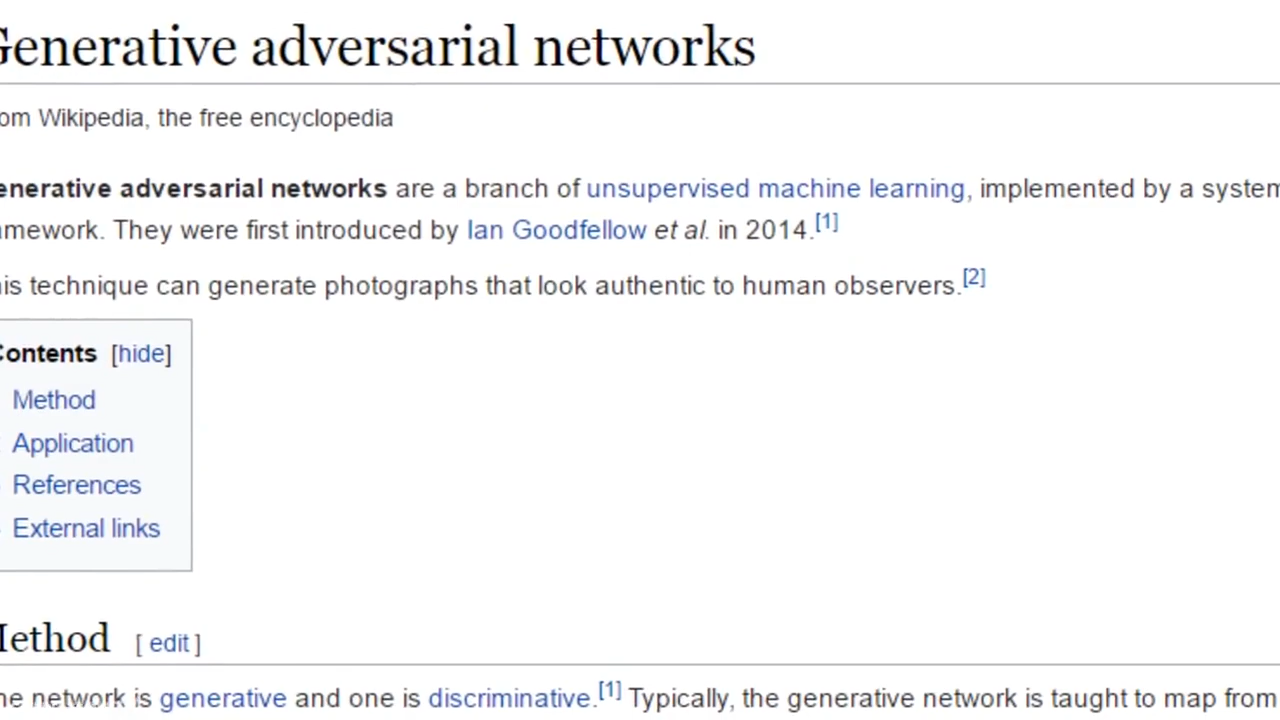 Generative adversarial networks
om Wikipedia, the free encyclopedia
enerative adversarial networks are a branch of unsupervised machine learning, implemented by a system
amework. They were first introduced by Ian Goodfellow et al. in 2014.[1]
his technique can generate photographs that look authentic to human observers.[2]
Contents [hide]
Method
Application
References
External links
Method [ edit ]
ne network is generative and one is discriminative.[1] Typically, the generative network is taught to map from